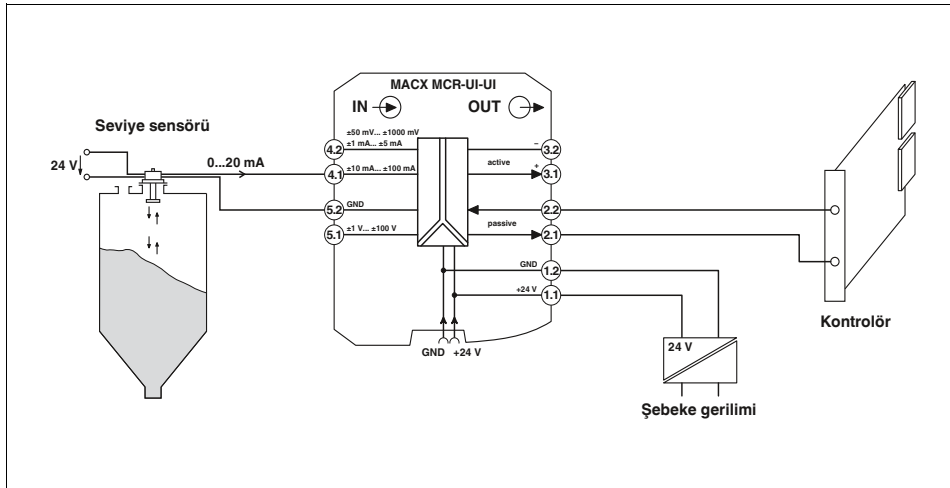 MACX MCR-UI-UI
IN
OUT
Seviye sensörü
24 V
0...20 mA
±50 mV... ±1000 mV
±1 mA... ±5 mA
±10 mA... ±100 mA
GND
±1 V... ±100 V
4.2
4.1
5.2
5.1
–
active
+
passive
3.2
3.1
2.2
2.1
GND
1.2
+24 V
1.1
GND
+24 V
24 V
Şebeke gerilimi
Kontrolör